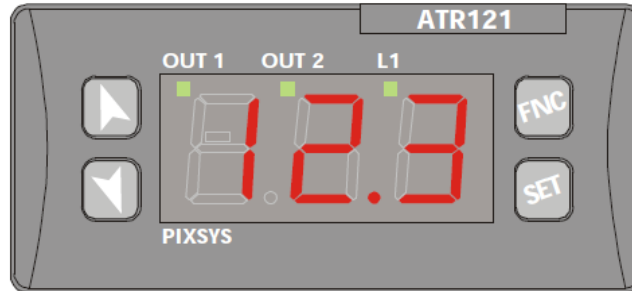 ATR121
OUT 1 OUT 2 L1
12.3
FNC
SET
PIXSYS